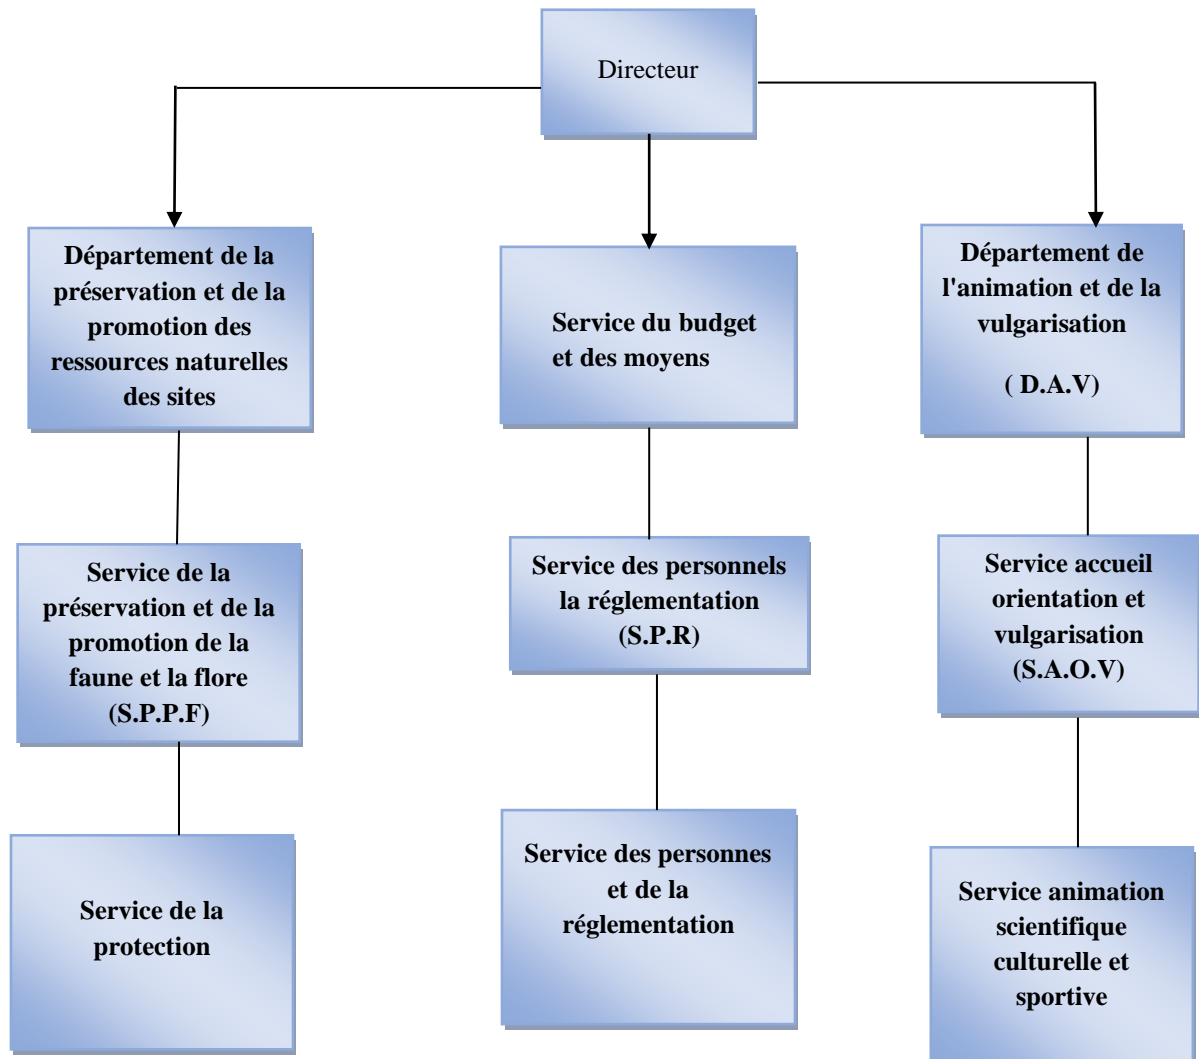 Directeur
Département de la
préservation et de la
promotion des
ressources naturelles
des sites
Service du budget
et des moyens
Département de
l'animation et de la
vulgarisation
( D.A.V)
Service de la
préservation et de la
promotion de la
faune et la flore
(S.P.P.F)
Service des personnels
la réglementation
(S.P.R)
Service accueil
orientation et
vulgarisation
(S.A.O.V)
Service de la
protection
Service des personnes
et de la
réglementation
Service animation
scientifique
culturelle et
sportive